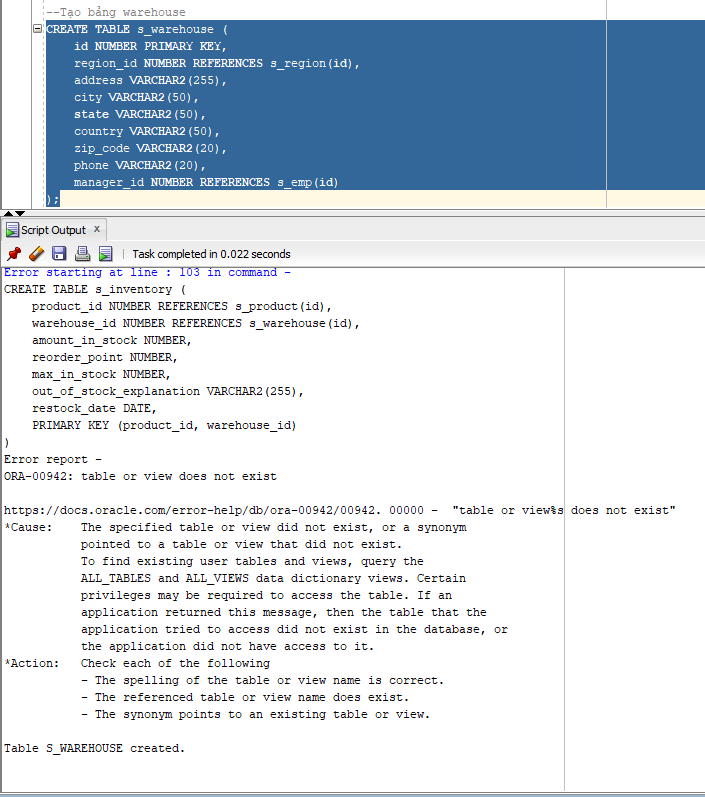 --Tạo bảng warehouse
CREATE TABLE s_warehouse (
    id NUMBER PRIMARY KEY,
    region_id NUMBER REFERENCES s_region(id),
    address VARCHAR2(255),
    city VARCHAR2(50),
    state VARCHAR2(50),
    country VARCHAR2(50),
    zip_code VARCHAR2(20),
    phone VARCHAR2(20),
    manager_id NUMBER REFERENCES s_emp(id)
);
Script Output x
Task completed in 0.022 seconds
Error starting at line : 103 in command -
CREATE TABLE s_inventory (
    product_id NUMBER REFERENCES s_product(id),
    warehouse_id NUMBER REFERENCES s_warehouse(id),
    amount_in_stock NUMBER,
    reorder_point NUMBER,
    max_in_stock NUMBER,
    out_of_stock_explanation VARCHAR2(255),
    restock_date DATE,
    PRIMARY KEY (product_id, warehouse_id)
)
Error report -
ORA-00942: table or view does not exist

https://docs.oracle.com/error-help/db/ora-00942/00942. 00000 -  "table or view%s does not exist"
*Cause:    The specified table or view did not exist, or a synonym
           pointed to a table or view that did not exist.
           To find existing user tables and views, query the
           ALL_TABLES and ALL_VIEWS data dictionary views. Certain
           privileges may be required to access the table. If an
           application returned this message, then the table that the
           application tried to access did not exist in the database, or
           the application did not have access to it.
*Action:   Check each of the following
           - The spelling of the table or view name is correct.
           - The referenced table or view name does exist.
           - The synonym points to an existing table or view.

Table S_WAREHOUSE created.